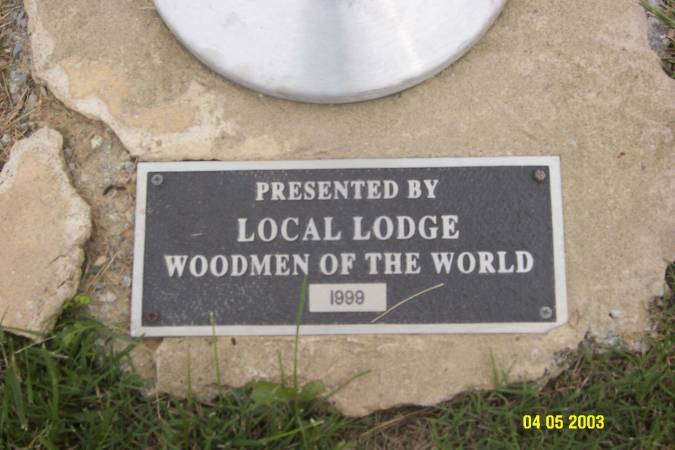 PRESENTED BY
LOCAL LODGE
WOODMEN OF THE WORLD
1999
04 05 2003